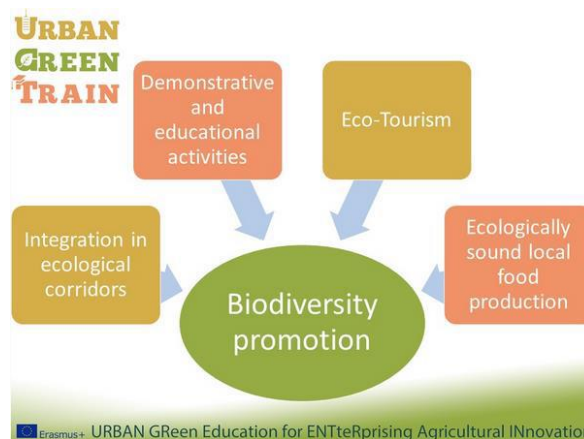 URBAN
GREEN
TRAIN
Demonstrative
and
educational
activities
Eco-Tourism
Integration in
ecological
corridors
Ecologically
sound local
food
production
Biodiversity
promotion
Erasmus+ URBAN GReen Education for ENTteRprising Agricultural INnovatio